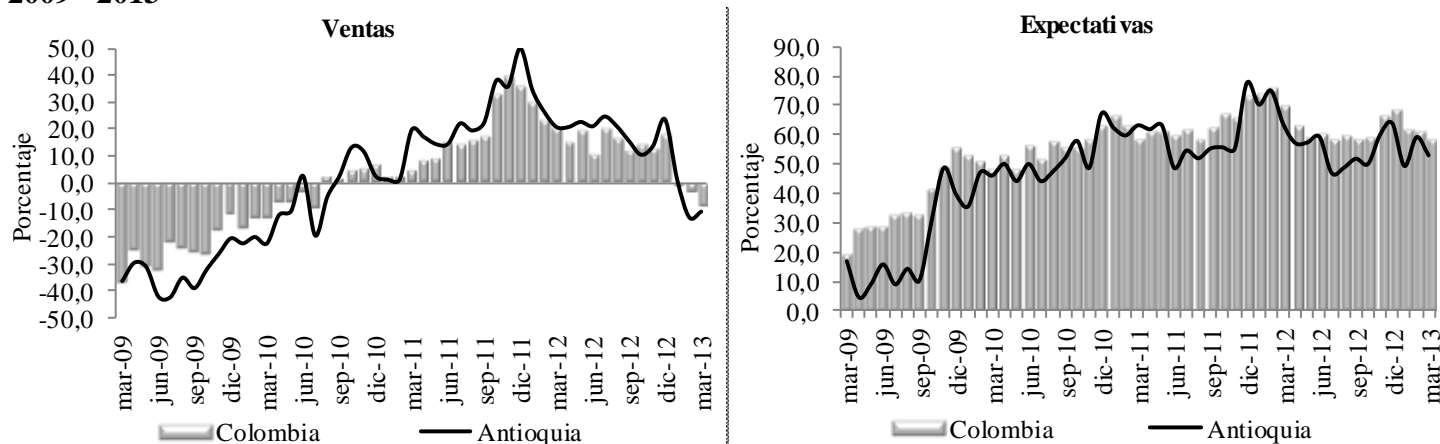 2009 - 2013
Ventas
Porcentaje
50,0
40,0
30,0
20,0
10,0
0,0
-10,0
-20,0
-30,0
-40,0
-50,0
mar-09
jun-09
sep-09
dic-09
mar-10
jun-10
sep-10
dic-10
mar-11
jun-11
sep-11
dic-11
mar-12
jun-12
sep-12
dic-12
mar-13
Colombia
Antioquia
Expectativas
Porcentaje
90,0
80,0
70,0
60,0
50,0
40,0
30,0
20,0
10,0
0,0
mar-09
jun-09
sep-09
dic-09
mar-10
jun-10
sep-10
dic-10
mar-11
jun-11
sep-11
dic-11
mar-12
jun-12
sep-12
dic-12
mar-13
Colombia
Antioquia